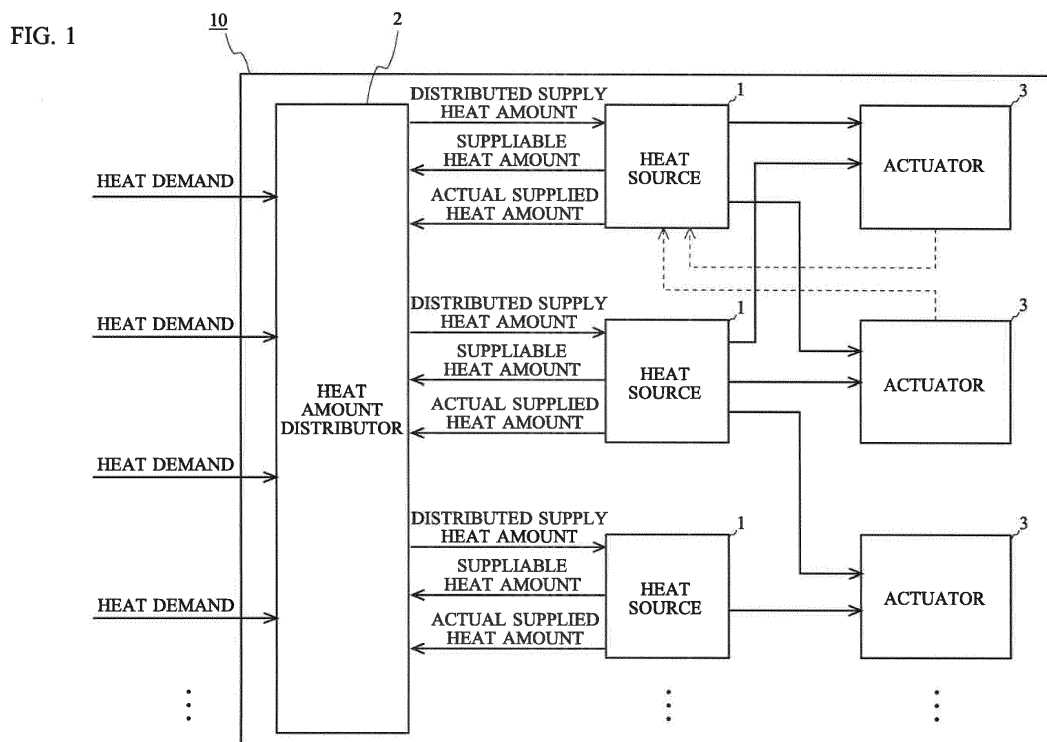 FIG. 1
10
2
DISTRIBUTED SUPPLY
HEAT AMOUNT
SUPPLIABLE
HEAT AMOUNT
ACTUAL SUPPLIED
HEAT AMOUNT
1
HEAT
SOURCE
3
ACTUATOR
HEAT DEMAND
DISTRIBUTED SUPPLY
HEAT AMOUNT
SUPPLIABLE
HEAT AMOUNT
ACTUAL SUPPLIED
HEAT AMOUNT
1
HEAT
SOURCE
3
ACTUATOR
HEAT DEMAND
HEAT
AMOUNT
DISTRIBUTOR
HEAT DEMAND
DISTRIBUTED SUPPLY
HEAT AMOUNT
SUPPLIABLE
HEAT AMOUNT
ACTUAL SUPPLIED
HEAT AMOUNT
1
HEAT
SOURCE
3
ACTUATOR
HEAT DEMAND